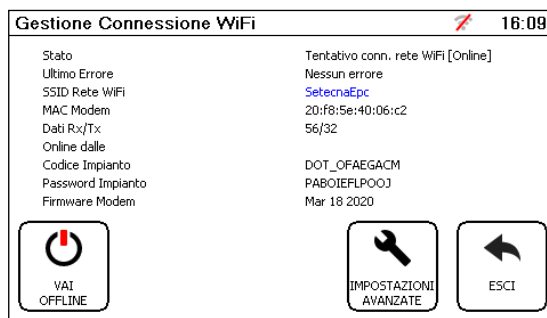 Gestione Connessione WiFi 16:09
Stato Tentativo conn. rete WiFi [Online]
Ultimo Errore Nessun errore
SSID Rete WiFi SetecnaEpc
MAC Modem 20:f8:5e:40:06:c2
Dati Rx/Tx 56/32
Online dalle
Codice Impianto DOT_OFAEGACM
Password Impianto PABOIEFLPOOJ
Firmware Modem Mar 18 2020
VAI
OFFLINE
IMPOSTAZIONI
AVANZATE
ESCI